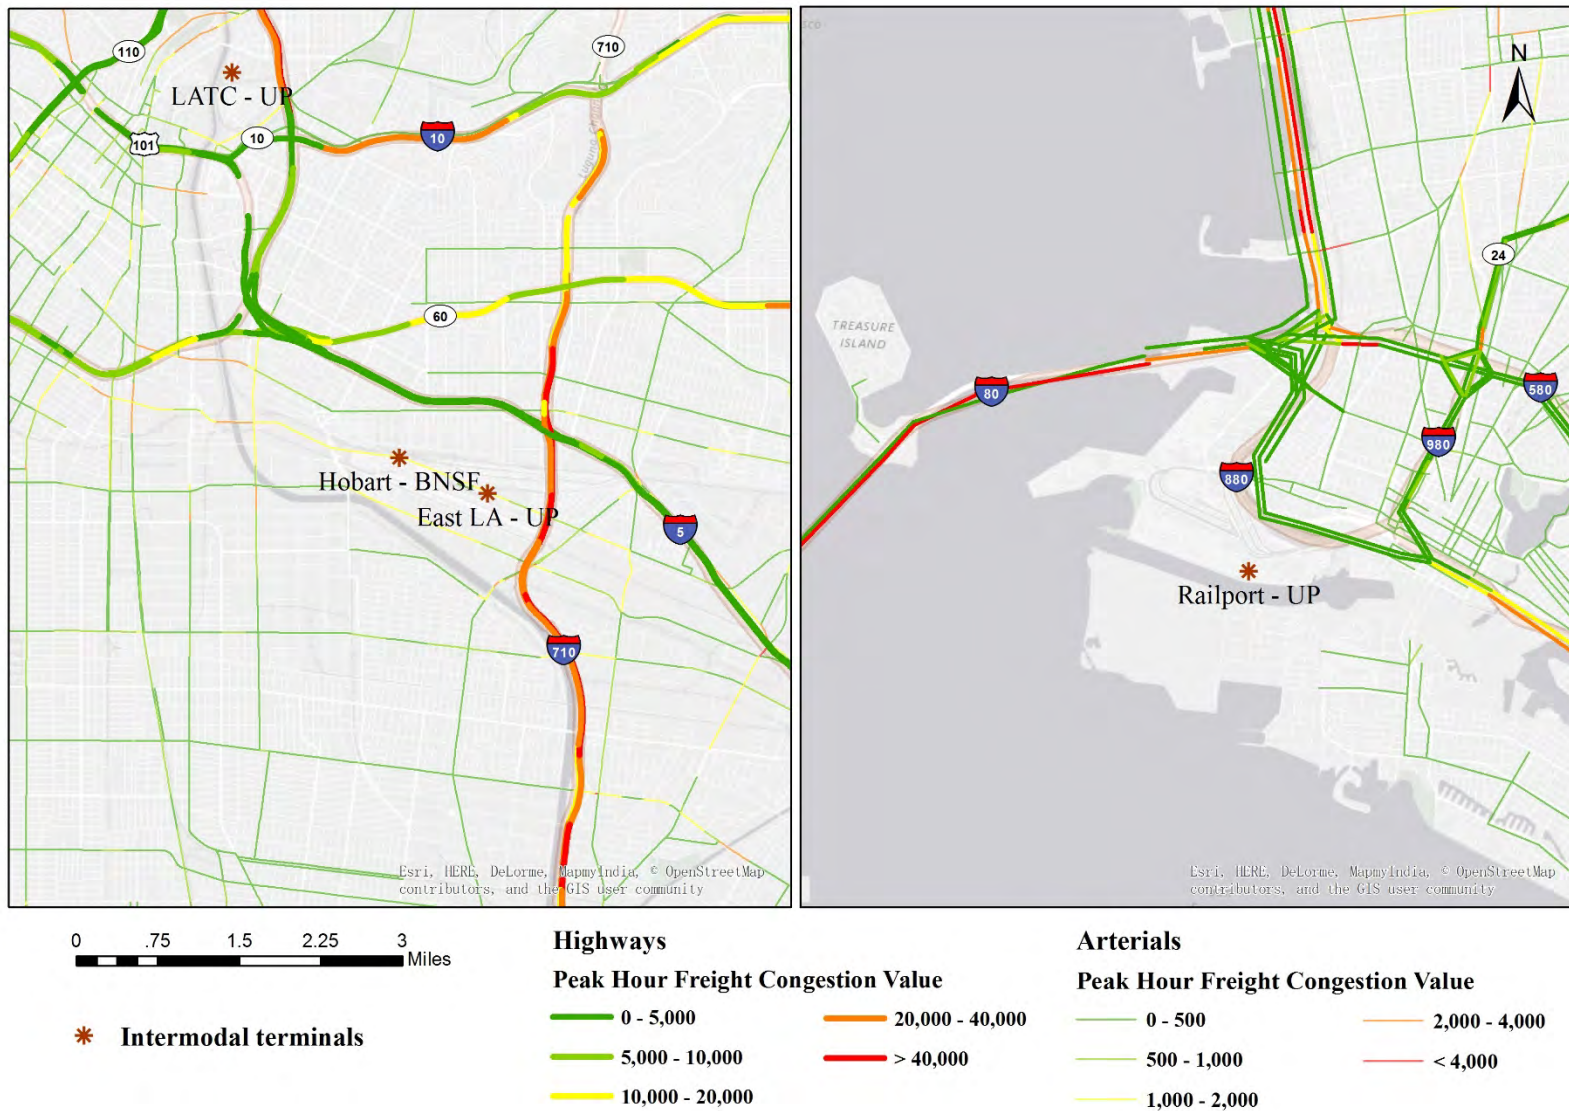 110
LATC - UP
101
10
10
710
60
Hobart - BNSF
East LA - UP
5
710
Esri, HERE, DeLorme, MapmyIndia, © OpenStreetMap
contributors, and the GIS user community
N
24
TREASURE
ISLAND
80
580
980
880
Railport - UP
Esri, HERE, DeLorme, MapmyIndia, © OpenStreetMap
contributors, and the GIS user community
0 .75 1.5 2.25 3
Miles
Intermodal terminals
Highways
Peak Hour Freight Congestion Value
0 - 5,000
5,000 - 10,000
10,000 - 20,000
20,000 - 40,000
> 40,000
Arterials
Peak Hour Freight Congestion Value
0 - 500
500 - 1,000
1,000 - 2,000
2,000 - 4,000
< 4,000